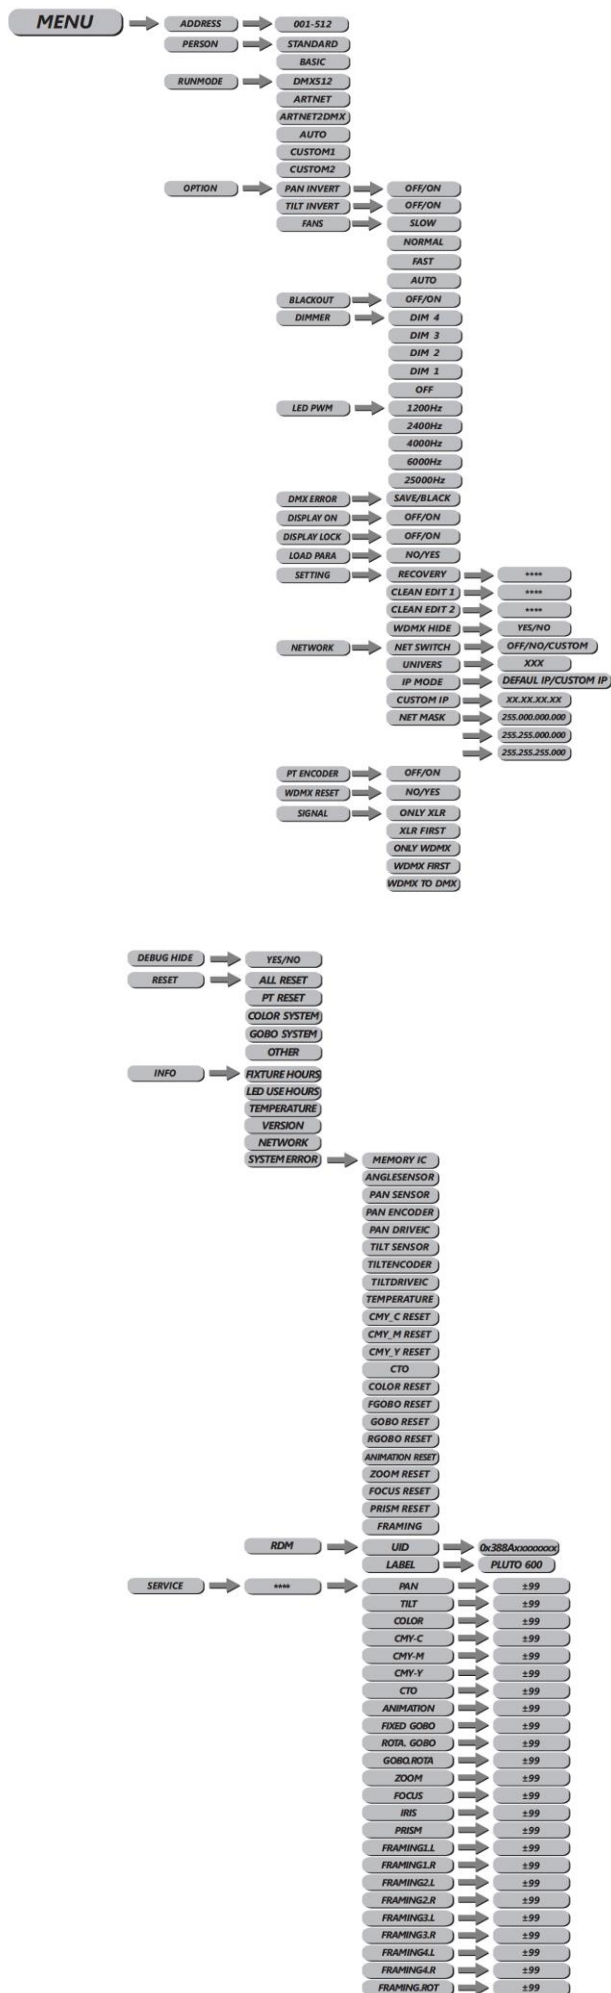 MENU ADDRESS 001-512
PERSON STANDARD
BASIC
RUNMODE DMX512
ARTNET
ARTNET2DMX
AUTO
CUSTOM1
CUSTOM2
OPTION PAN INVERT OFF/ON
TILT INVERT OFF/ON
FANS SLOW
NORMAL
FAST
AUTO
BLACKOUT OFF/ON
DIMMER DIM 4
DIM 3
DIM 2
DIM 1
OFF
LED PWM 1200Hz
2400Hz
4000Hz
6000Hz
25000Hz
DMX ERROR SAVE/BLACK
DISPLAY ON OFF/ON
DISPLAY LOCK OFF/ON
LOAD PARA NO/YES
SETTING RECOVERY ****
CLEAN EDIT 1 ****
CLEAN EDIT 2 ****
WDMX HIDE YES/NO
NETWORK NET SWITCH OFF/NO/CUSTOM
UNIVERS XXX
IP MODE DEFAUL IP/CUSTOM IP
CUSTOM IP XX.XX.XX.XX
NET MASK 255.000.000.000
255.255.000.000
255.255.255.000
PT ENCODER OFF/ON
WDMX RESET NO/YES
SIGNAL ONLY XLR
XLR FIRST
ONLY WDMX
WDMX FIRST
WDMX TO DMX
DEBUG HIDE YES/NO
RESET ALL RESET
PT RESET
COLOR SYSTEM
GOBO SYSTEM
OTHER
INFO FIXTURE HOURS
LED USE HOURS
TEMPERATURE
VERSION
NETWORK
SYSTEM ERROR MEMORY IC
ANGLESENSOR
PAN SENSOR
PAN ENCODER
PAN DRIVEIC
TILT SENSOR
TILTENCODER
TILTDRIVEIC
TEMPERATURE
CMY_C RESET
CMY_M RESET
CMY_Y RESET
CTO
COLOR RESET
FGOBO RESET
GOBO RESET
RGOBO RESET
ANIMATION RESET
ZOOM RESET
FOCUS RESET
PRISM RESET
FRAMING
RDM UID 0x388Axxxxxxxx
LABEL PLUTO 600
SERVICE **** PAN ±99
TILT ±99
COLOR ±99
CMY-C ±99
CMY-M ±99
CMY-Y ±99
CTO ±99
ANIMATION ±99
FIXED GOBO ±99
ROTA. GOBO ±99
GOBO.ROTA ±99
ZOOM ±99
FOCUS ±99
IRIS ±99
PRISM ±99
FRAMING1.L ±99
FRAMING1.R ±99
FRAMING2.L ±99
FRAMING2.R ±99
FRAMING3.L ±99
FRAMING3.R ±99
FRAMING4.L ±99
FRAMING4.R ±99
FRAMING.ROT ±99